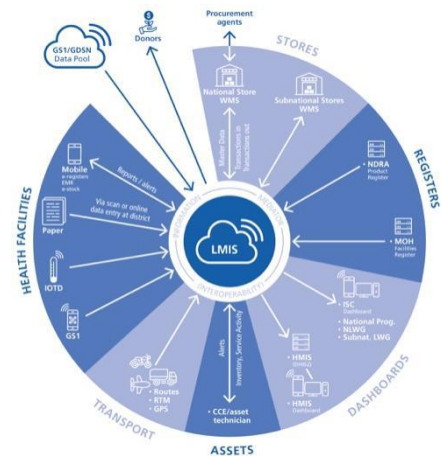 GS1/GDSN
Data Pool
Donors
Procurement
agents
STORES
National Store
WMS
Subnational Stores
WMS
Master Data
Transactions in
Transactions out
REGISTERS
• NDRA
Product
Register
• MOH
Facilities
Register
HEALTH FACILITIES
Mobile
e-registers
EMR
e-stock
Reports / alerts
Paper
Via scan or online
data entry at district
iOTD
GS1
INFORMATION
MEDIATOR
(INTEROPERABILITY)
LMIS
• ISC
Dashboard
• National Prog.
• NLWG
• Subnat. LWG
• HMIS
• HMIS
Dashboard
DASHBOARDS
TRANSPORT
• Routes
• RTM
• GPS
Alerts
Inventory, Service Activity
• CCE/asset
technician
ASSETS